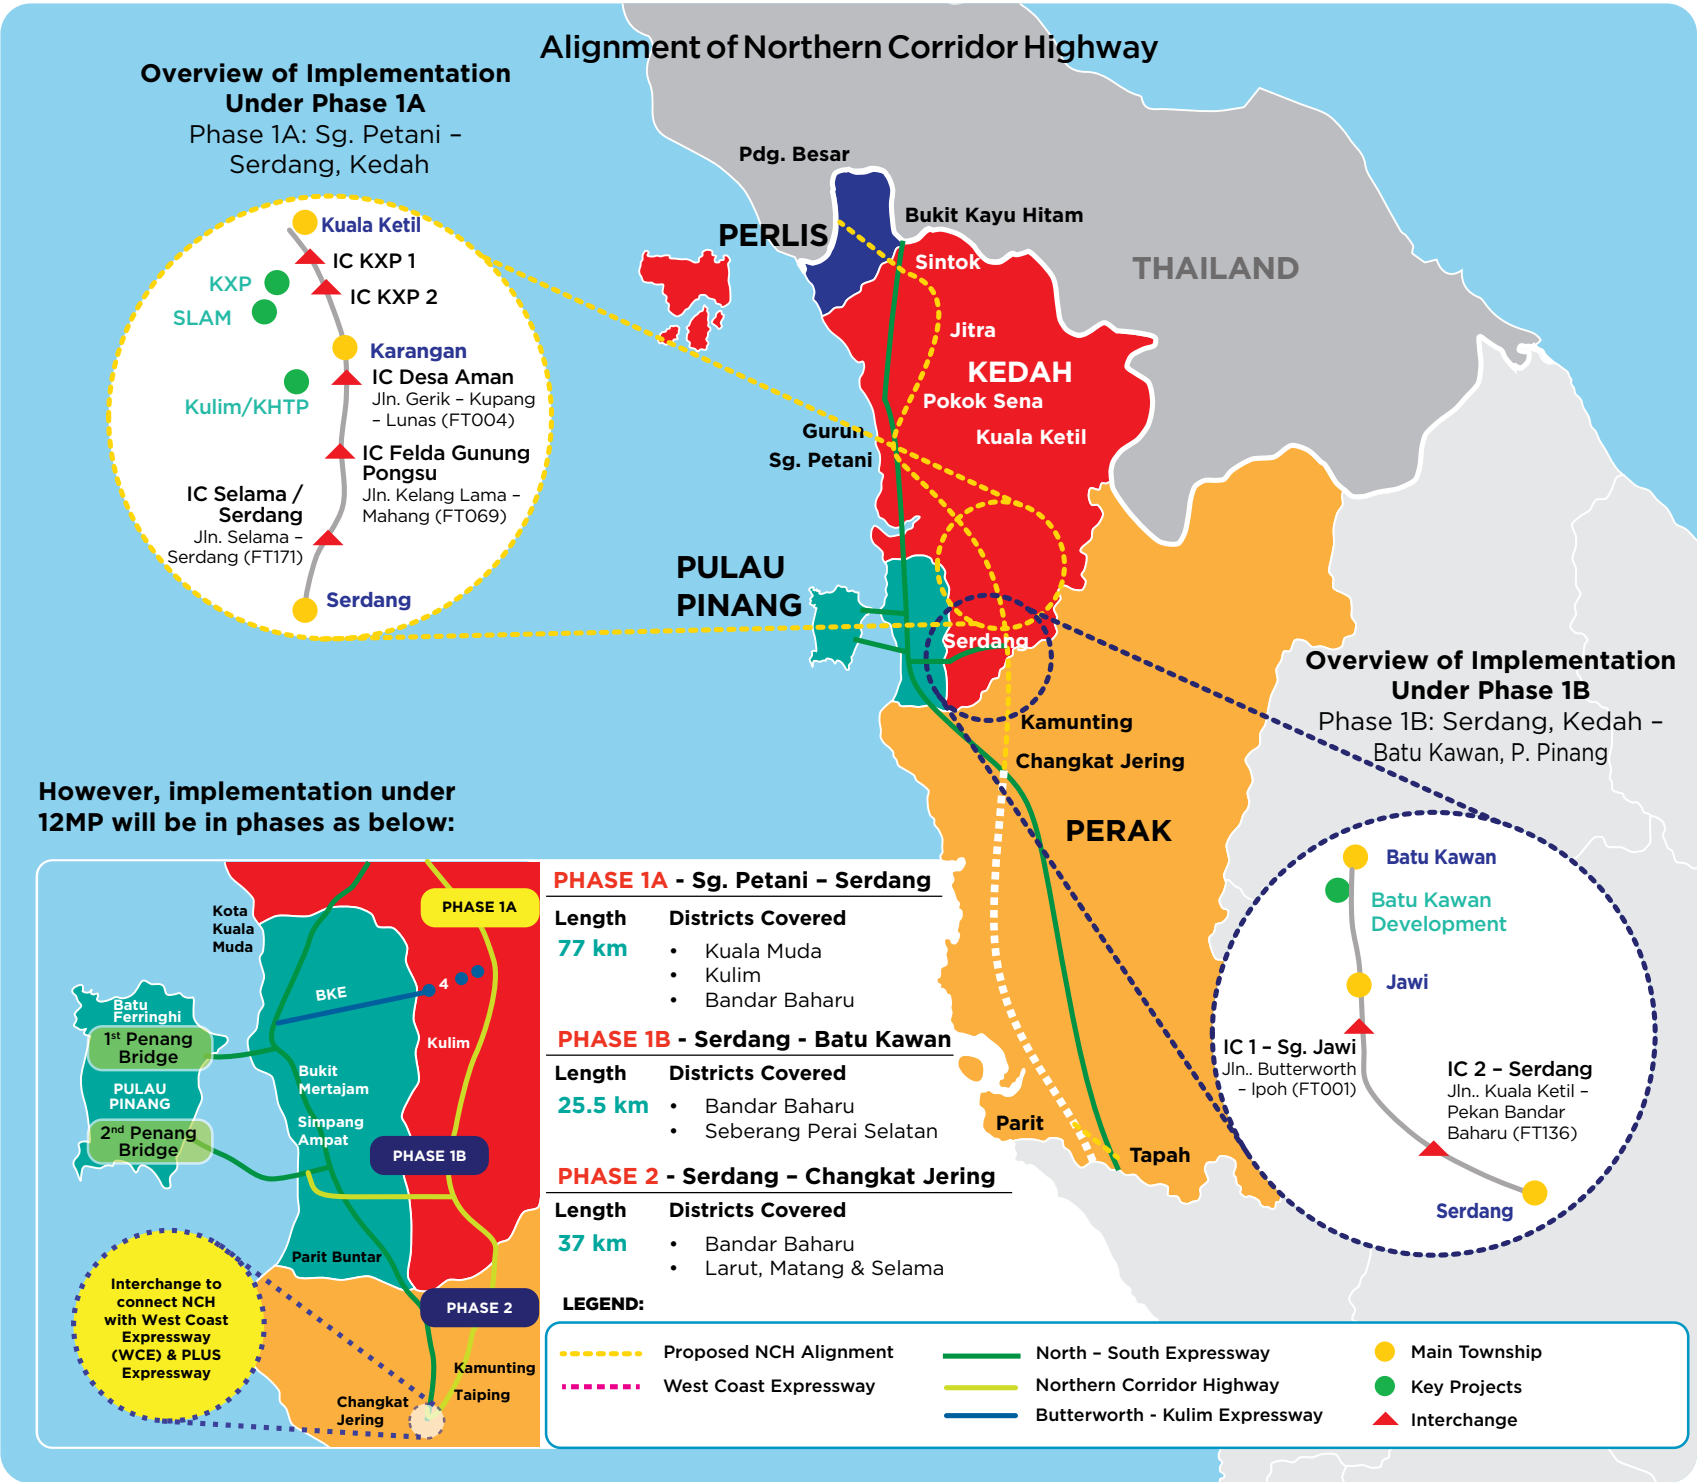 Alignment of Northern Corridor Highway
Overview of Implementation
Under Phase 1A
Phase 1A: Sg. Petani –
Serdang, Kedah
Kuala Ketil
IC KXP 1
KXP
IC KXP 2
SLAM
Karangan
IC Desa Aman
Jln. Gerik – Kupang
– Lunas (FT004)
Kulim/KHTP
IC Felda Gunung
Pongsu
Jln. Kelang Lama –
Mahang (FT069)
IC Selama /
Serdang
Jln. Selama –
Serdang (FT171)
Serdang
Pdg. Besar
PERLIS
Bukit Kayu Hitam
Sintok
THAILAND
Jitra
KEDAH
Pokok Sena
Kuala Ketil
Gurun
Sg. Petani
PULAU
PINANG
Serdang
Kamunting
Changkat Jering
PERAK
Parit
Tapah
Overview of Implementation
Under Phase 1B
Phase 1B: Serdang, Kedah –
Batu Kawan, P. Pinang
Batu Kawan
Batu Kawan
Development
Jawi
IC 1 – Sg. Jawi
Jln.. Butterworth
– Ipoh (FT001)
IC 2 – Serdang
Jln.. Kuala Ketil –
Pekan Bandar
Baharu (FT136)
Serdang
However, implementation under
12MP will be in phases as below:
Kota
Kuala
Muda
PHASE 1A
BKE
4
Batu
Ferringhi
1st Penang
Bridge
Kulim
PULAU
PINANG
Bukit
Mertajam
Simpang
Ampat
2nd Penang
Bridge
PHASE 1B
Parit Buntar
PHASE 2
Interchange to
connect NCH
with West Coast
Expressway
(WCE) & PLUS
Expressway
Kamunting
Taiping
Changkat
Jering
PHASE 1A - Sg. Petani – Serdang
Length Districts Covered
77 km • Kuala Muda
• Kulim
• Bandar Baharu
PHASE 1B - Serdang - Batu Kawan
Length Districts Covered
25.5 km • Bandar Baharu
• Seberang Perai Selatan
PHASE 2 - Serdang – Changkat Jering
Length Districts Covered
37 km • Bandar Baharu
• Larut, Matang & Selama
LEGEND:
Proposed NCH Alignment
West Coast Expressway
North – South Expressway
Northern Corridor Highway
Butterworth - Kulim Expressway
Main Township
Key Projects
Interchange